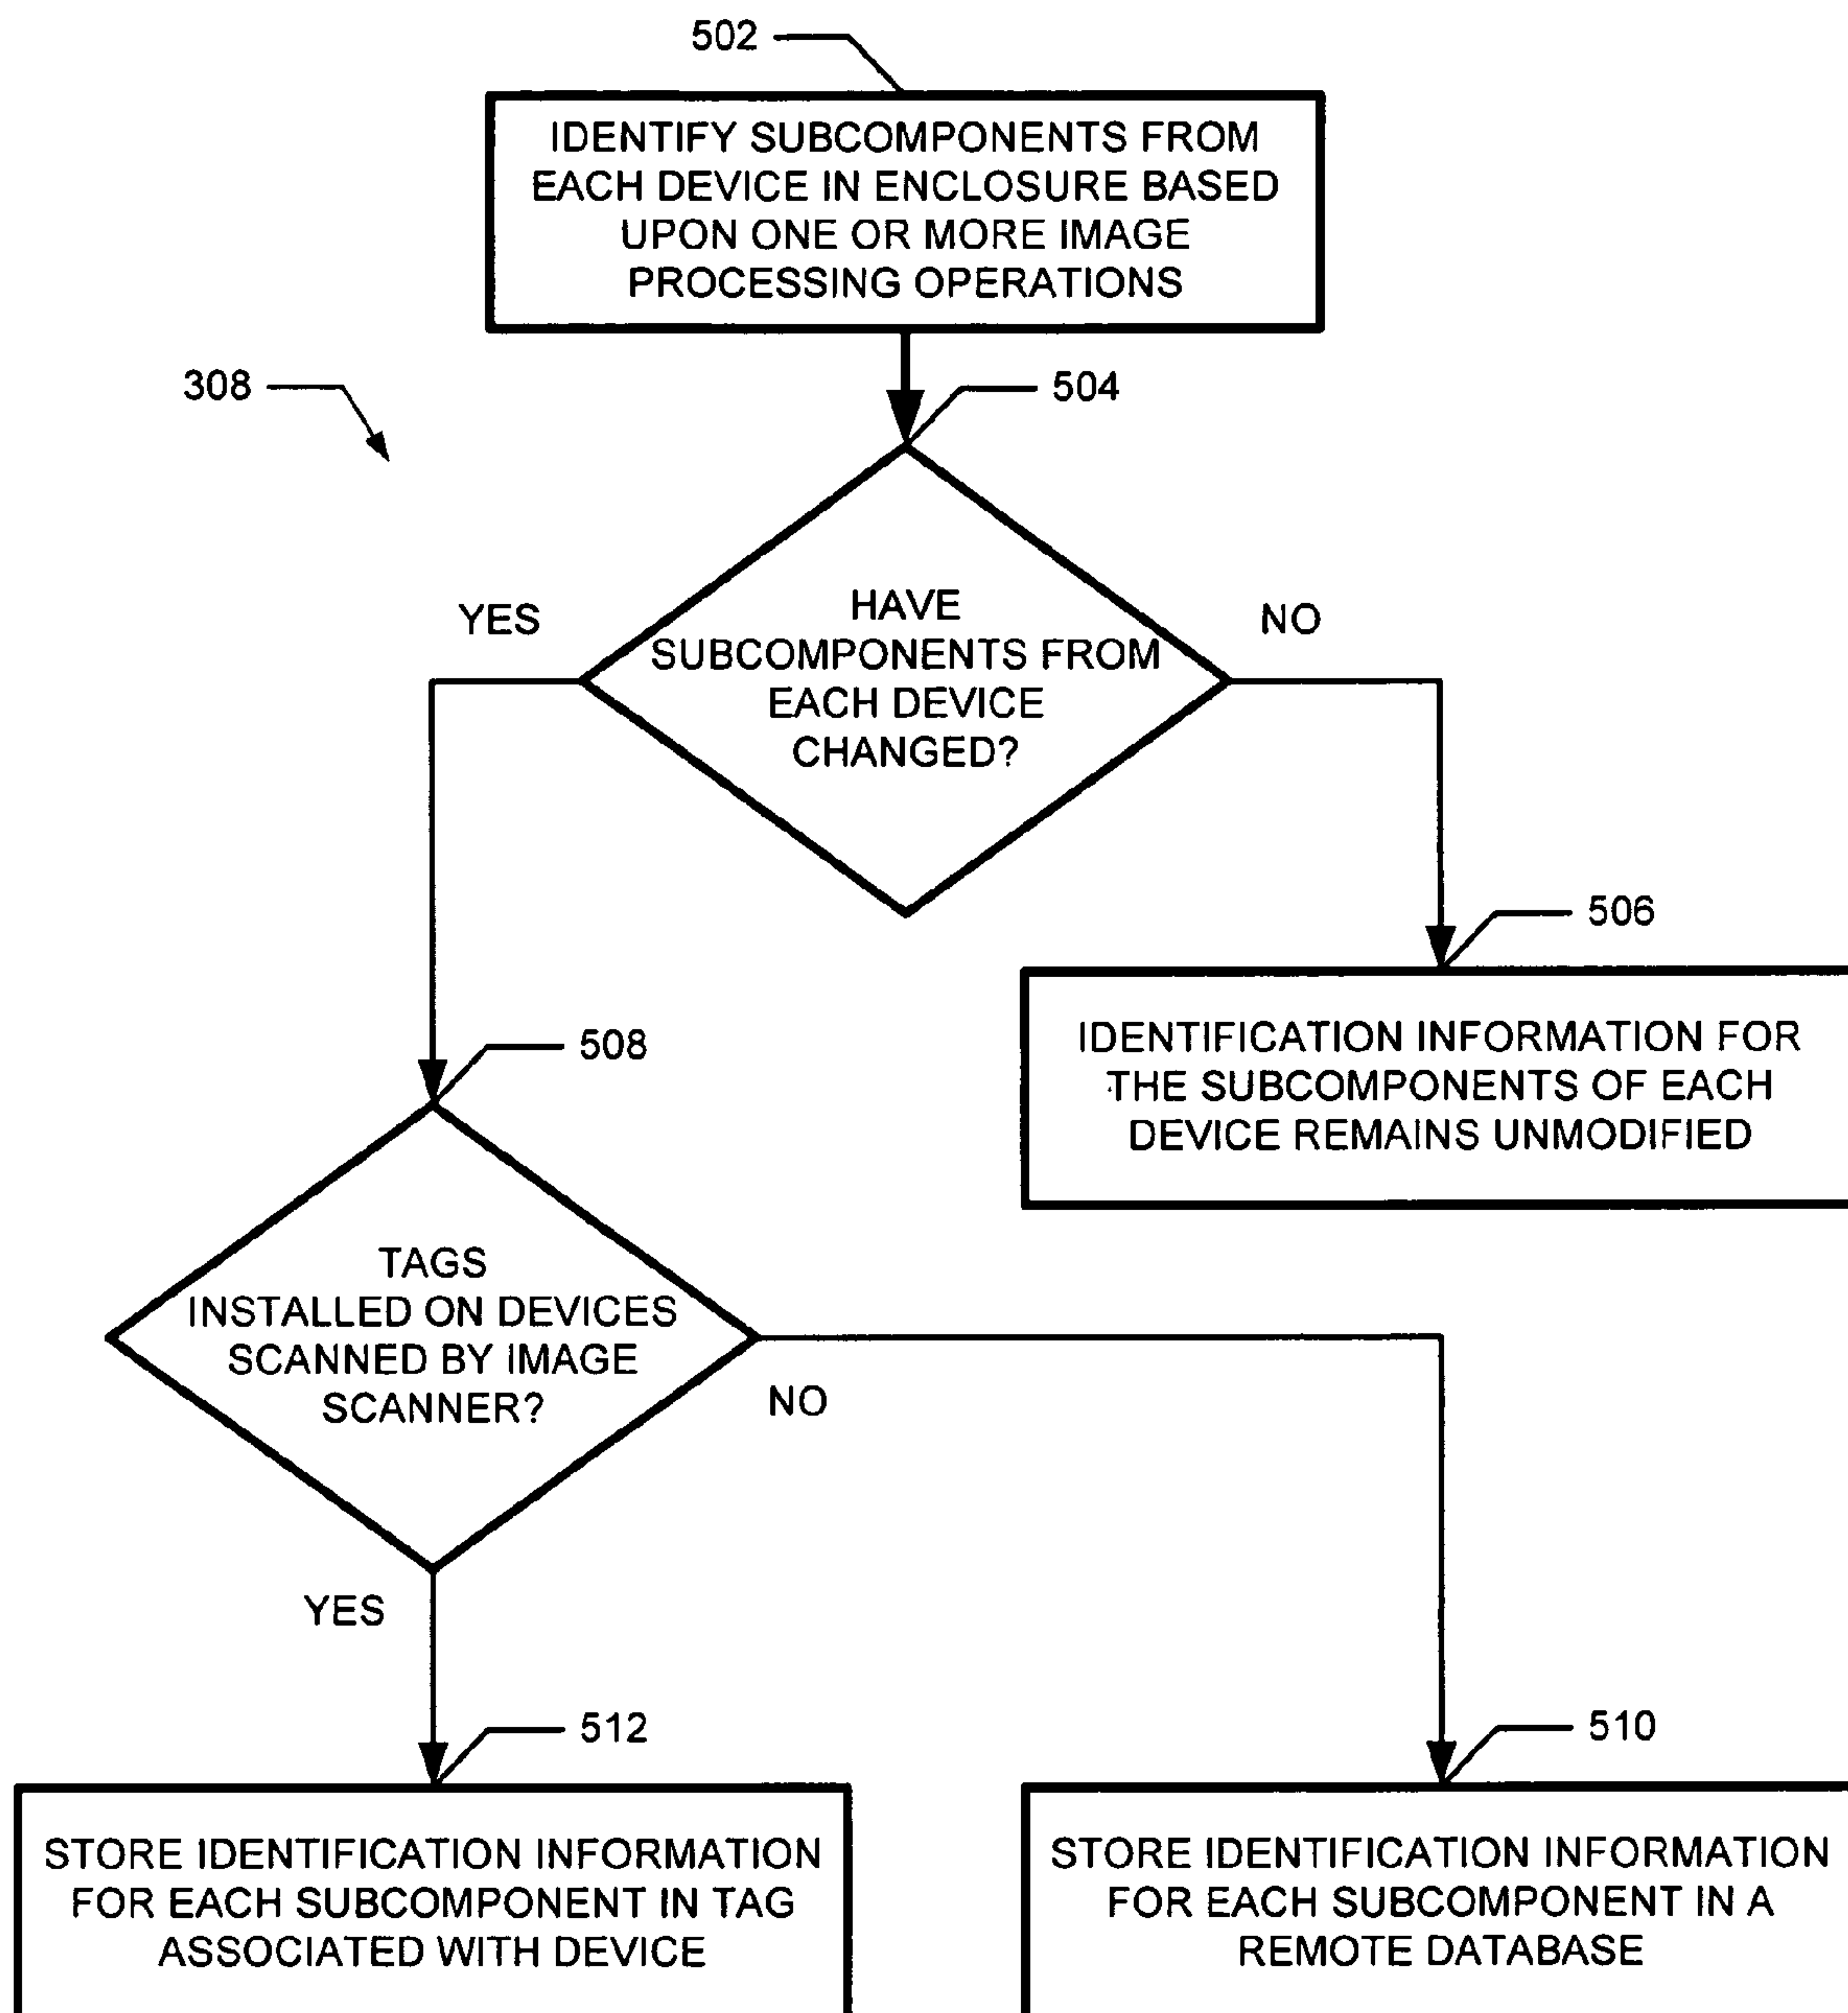 502
IDENTIFY SUBCOMPONENTS FROM
EACH DEVICE IN ENCLOSURE BASED
UPON ONE OR MORE IMAGE
PROCESSING OPERATIONS
308
504
HAVE
SUBCOMPONENTS FROM
EACH DEVICE
CHANGED?
YES
NO
506
IDENTIFICATION INFORMATION FOR
THE SUBCOMPONENTS OF EACH
DEVICE REMAINS UNMODIFIED
508
TAGS
INSTALLED ON DEVICES
SCANNED BY IMAGE
SCANNER?
NO
YES
512
STORE IDENTIFICATION INFORMATION
FOR EACH SUBCOMPONENT IN TAG
ASSOCIATED WITH DEVICE
510
STORE IDENTIFICATION INFORMATION
FOR EACH SUBCOMPONENT IN A
REMOTE DATABASE